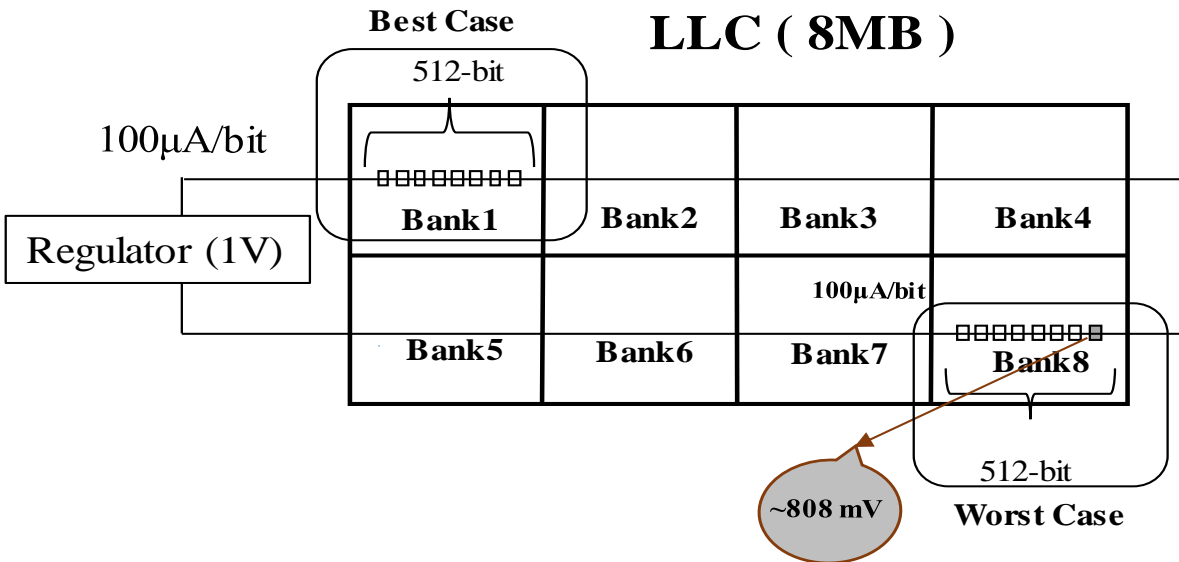 Best Case
LLC ( 8MB )
512-bit
100μA/bit
Bank1
Bank2
Bank3
Bank4
Regulator (1V)
100μA/bit
Bank5
Bank6
Bank7
Bank8
512-bit
~808 mV
Worst Case